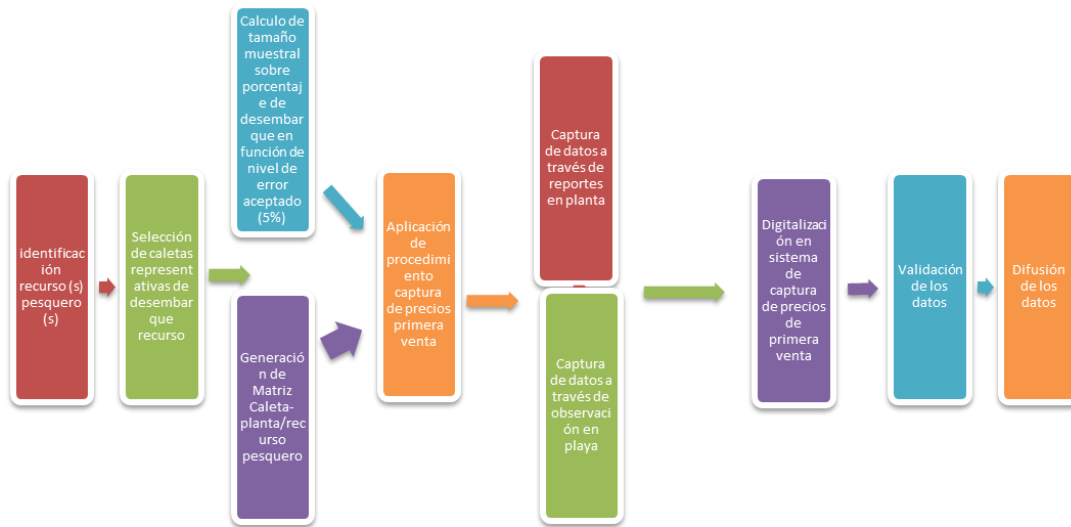 identific
ación
recurso (s)
pesquero
(s)
Selección
de caletas
represent
ativas de
desembar
que
recurso
Calculo de
tamaño
muestral
sobre
porcentaj
e de
desembar
que en
función de
nivel de
error
aceptado
(5%)
Generació
n de
Matriz
Caleta-
planta/rec
urso
pesquero
Aplicación
de
procedimi
ento
captura
de precios
primera
venta
Captura
de datos a
través de
reportes
en planta
Captura
de datos a
través de
observaci
ón en
playa
Digitalizaci
ón en
sistema
de
captura
de precios
de
primera
venta
Validación
de los
datos
Difusión
de los
datos